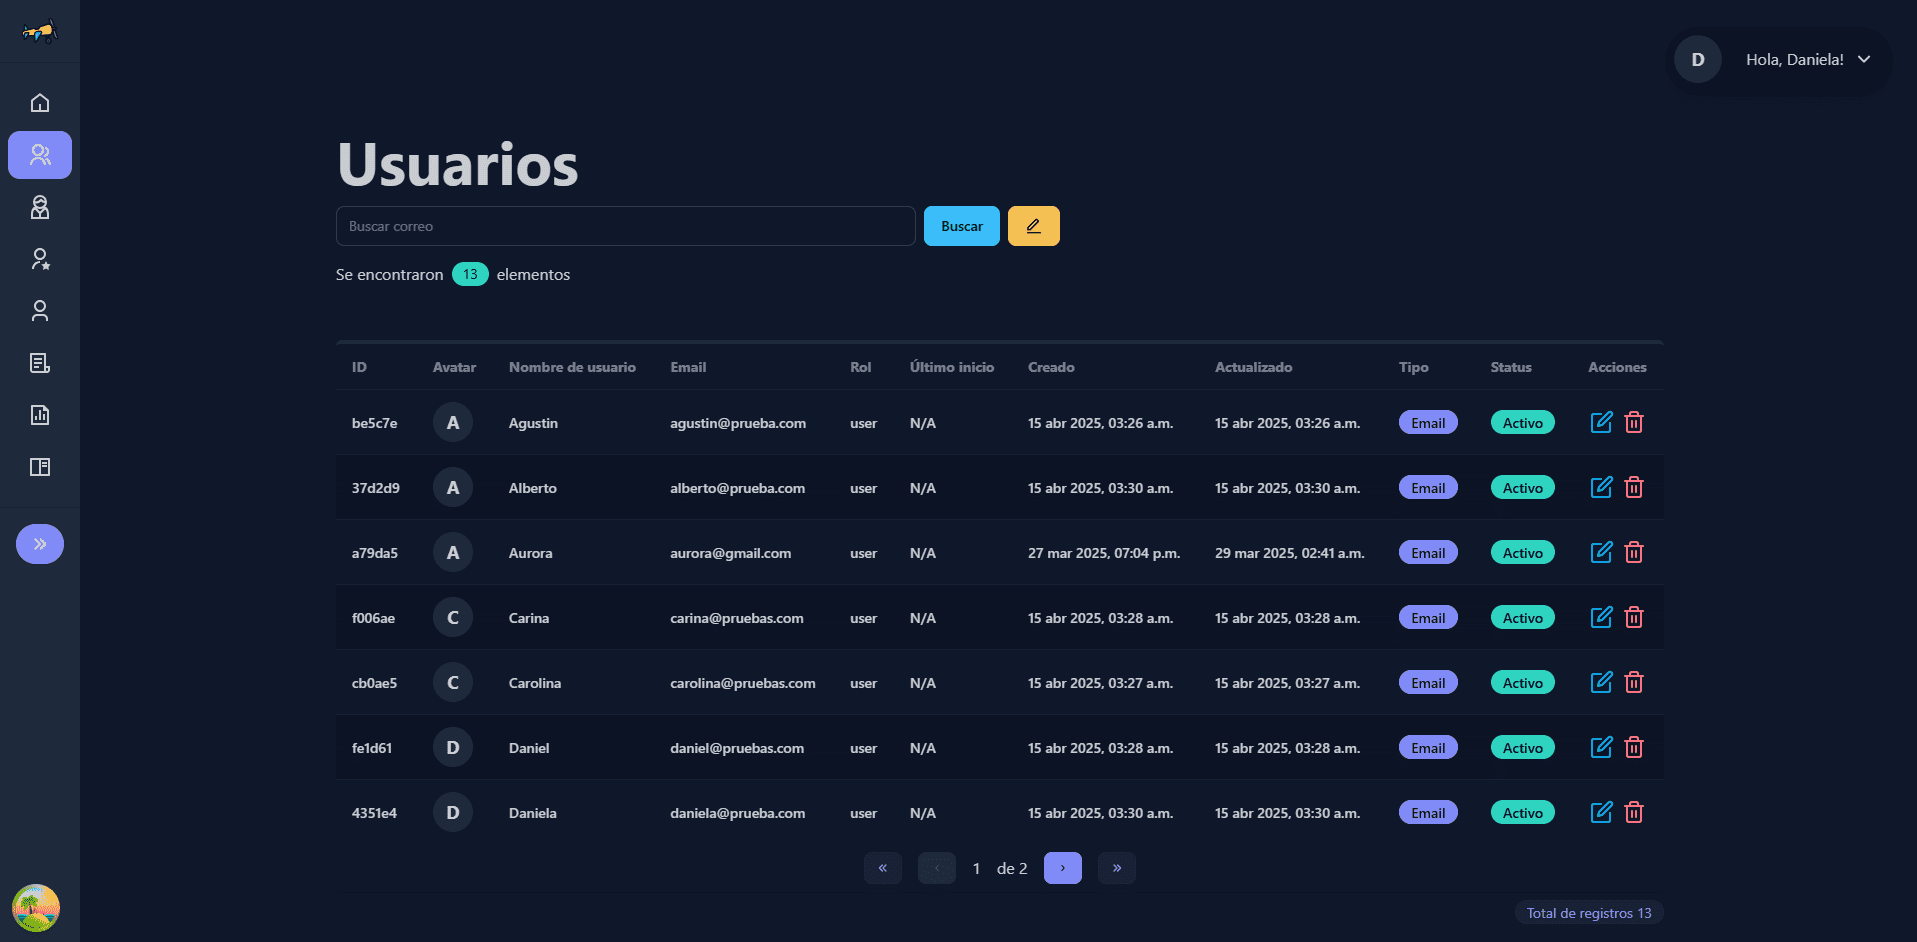 D Hola, Daniela!
Usuarios
Buscar correo Buscar
Se encontraron 13 elementos
ID Avatar Nombre de usuario Email Rol Último inicio Creado Actualizado Tipo Status Acciones
be5c7e A Agustin agustin@prueba.com user N/A 15 abr 2025, 03:26 a.m. 15 abr 2025, 03:26 a.m. Email Activo
37d2d9 A Alberto alberto@prueba.com user N/A 15 abr 2025, 03:30 a.m. 15 abr 2025, 03:30 a.m. Email Activo
a79da5 A Aurora aurora@gmail.com user N/A 27 mar 2025, 07:04 p.m. 29 mar 2025, 02:41 a.m. Email Activo
f006ae C Carina carina@pruebas.com user N/A 15 abr 2025, 03:28 a.m. 15 abr 2025, 03:28 a.m. Email Activo
cb0ae5 C Carolina carolina@pruebas.com user N/A 15 abr 2025, 03:27 a.m. 15 abr 2025, 03:27 a.m. Email Activo
fe1d61 D Daniel daniel@pruebas.com user N/A 15 abr 2025, 03:28 a.m. 15 abr 2025, 03:28 a.m. Email Activo
4351e4 D Daniela daniela@prueba.com user N/A 15 abr 2025, 03:30 a.m. 15 abr 2025, 03:30 a.m. Email Activo
« ‹ 1 de 2 › »
Total de registros 13